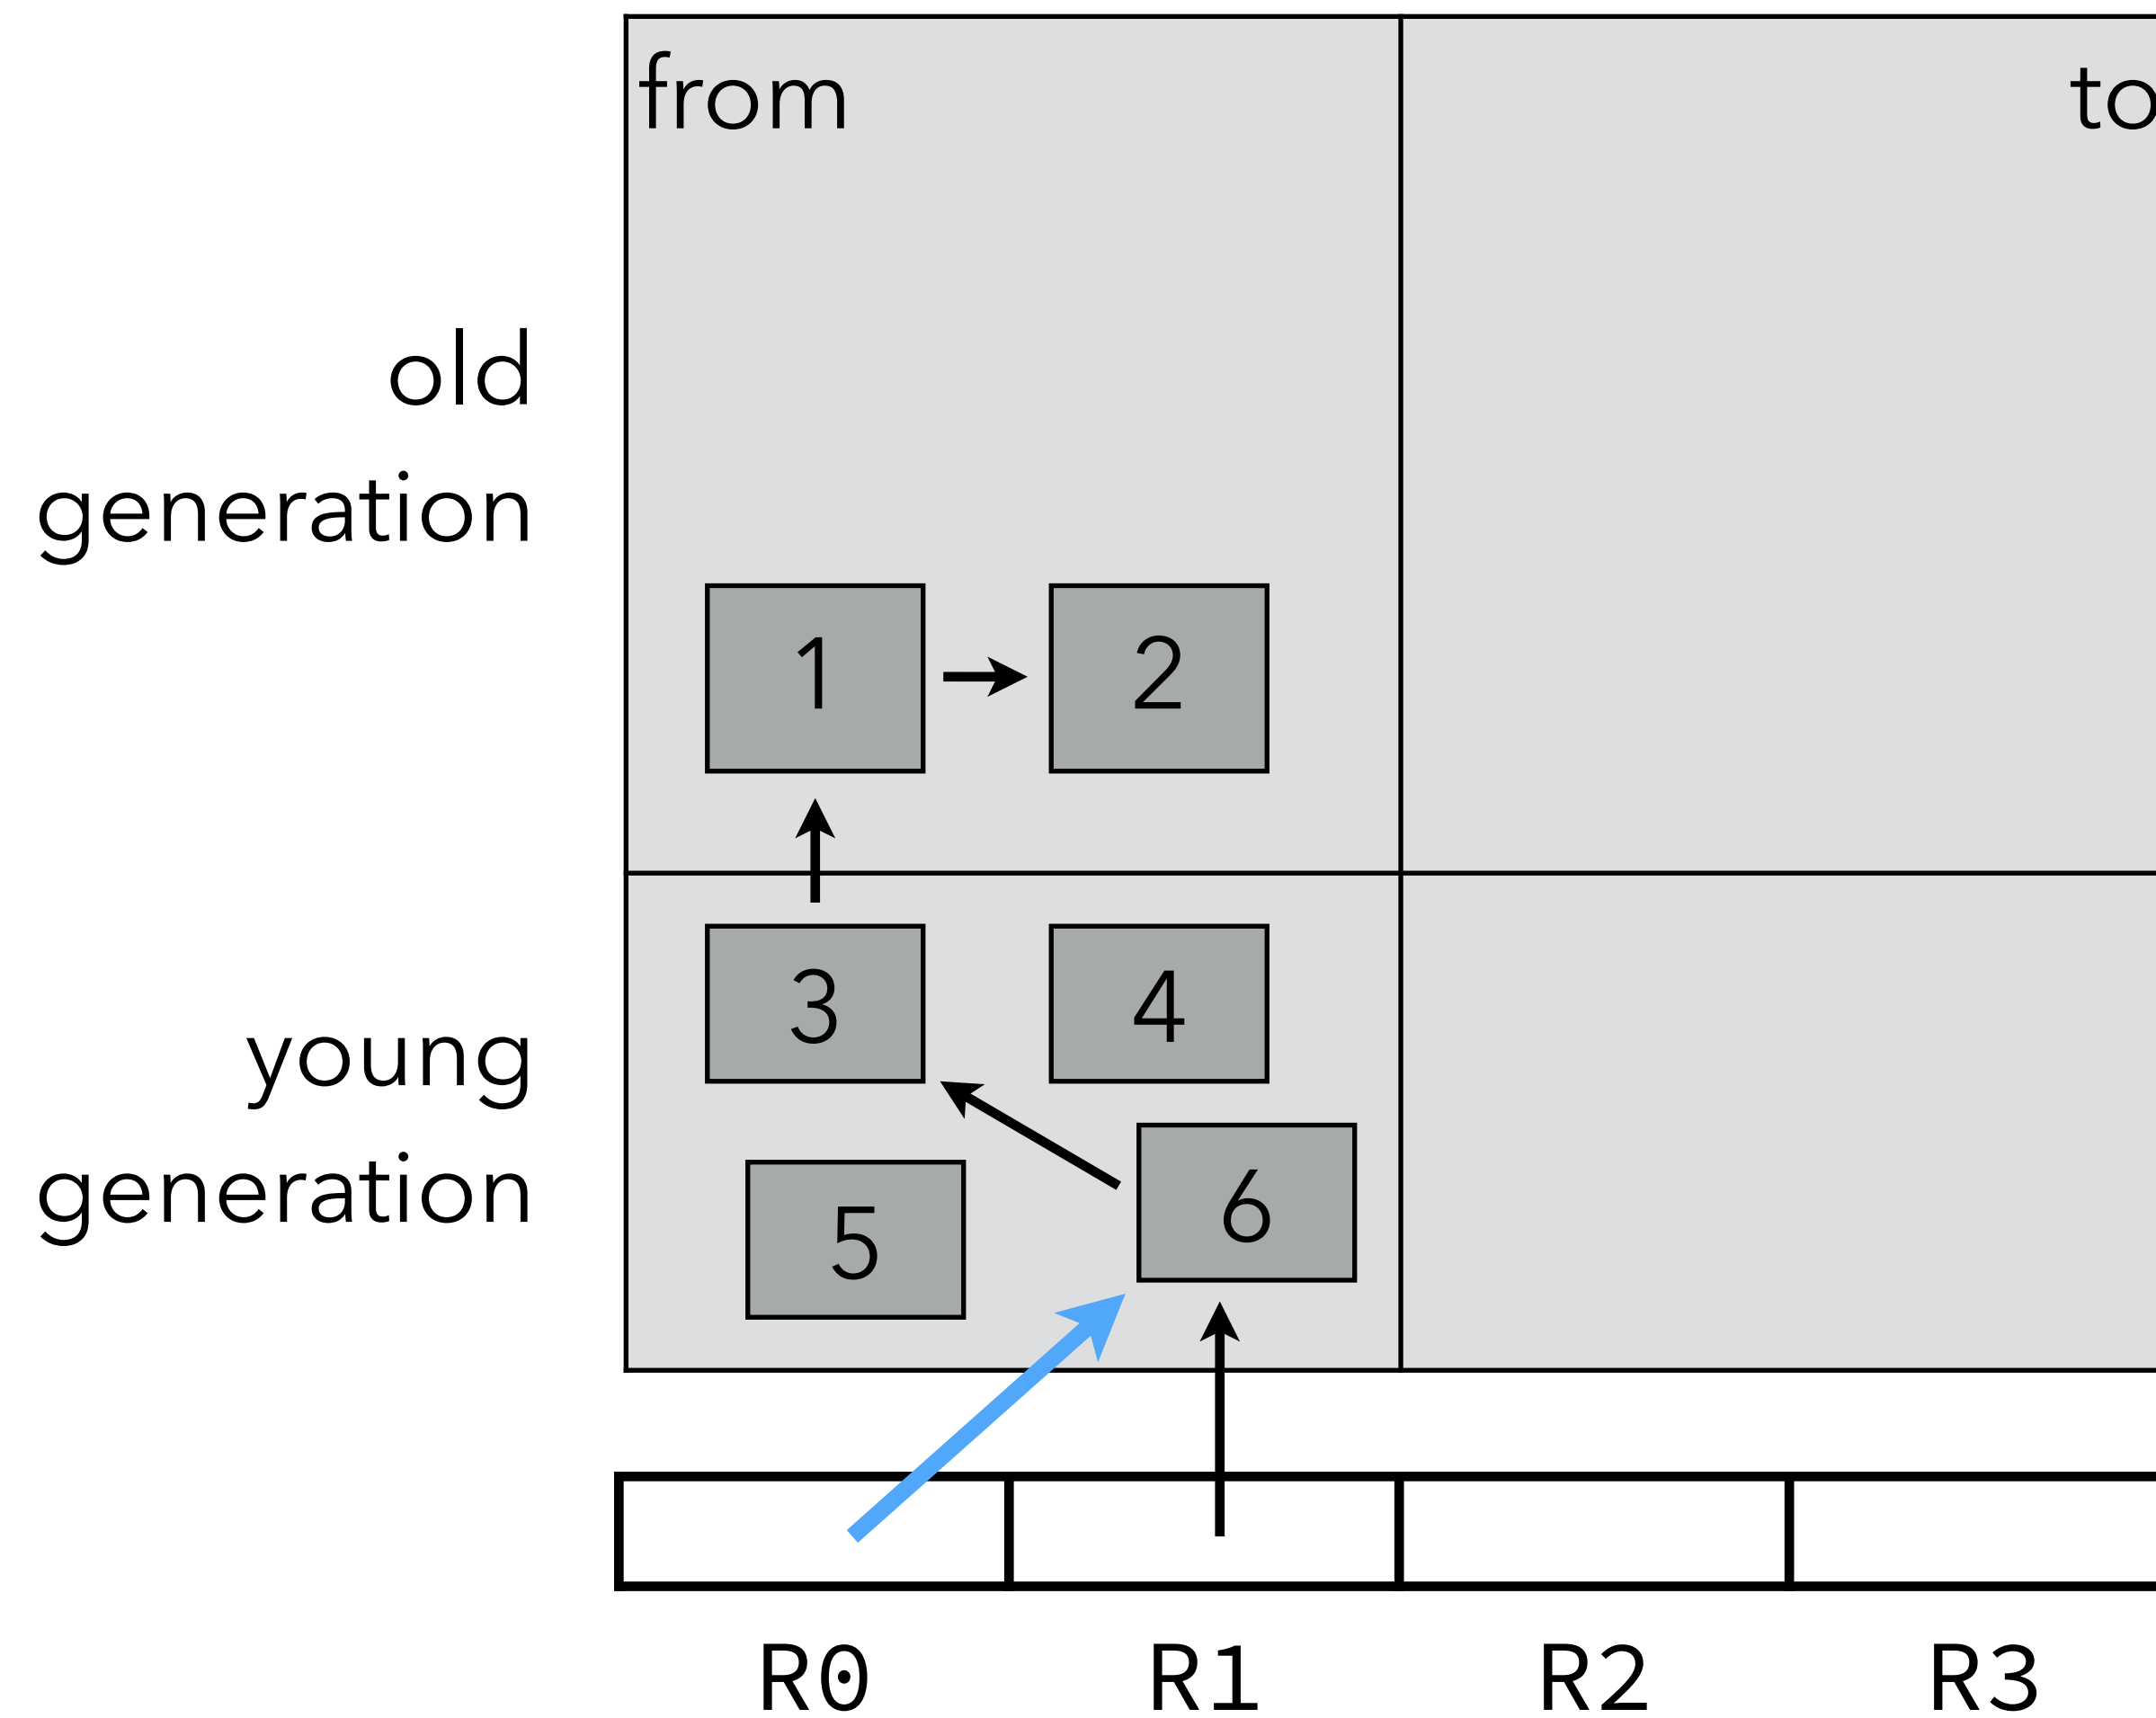 from
to
old
generation
1
2
3
4
young
generation
5
6
R0
R1
R2
R3